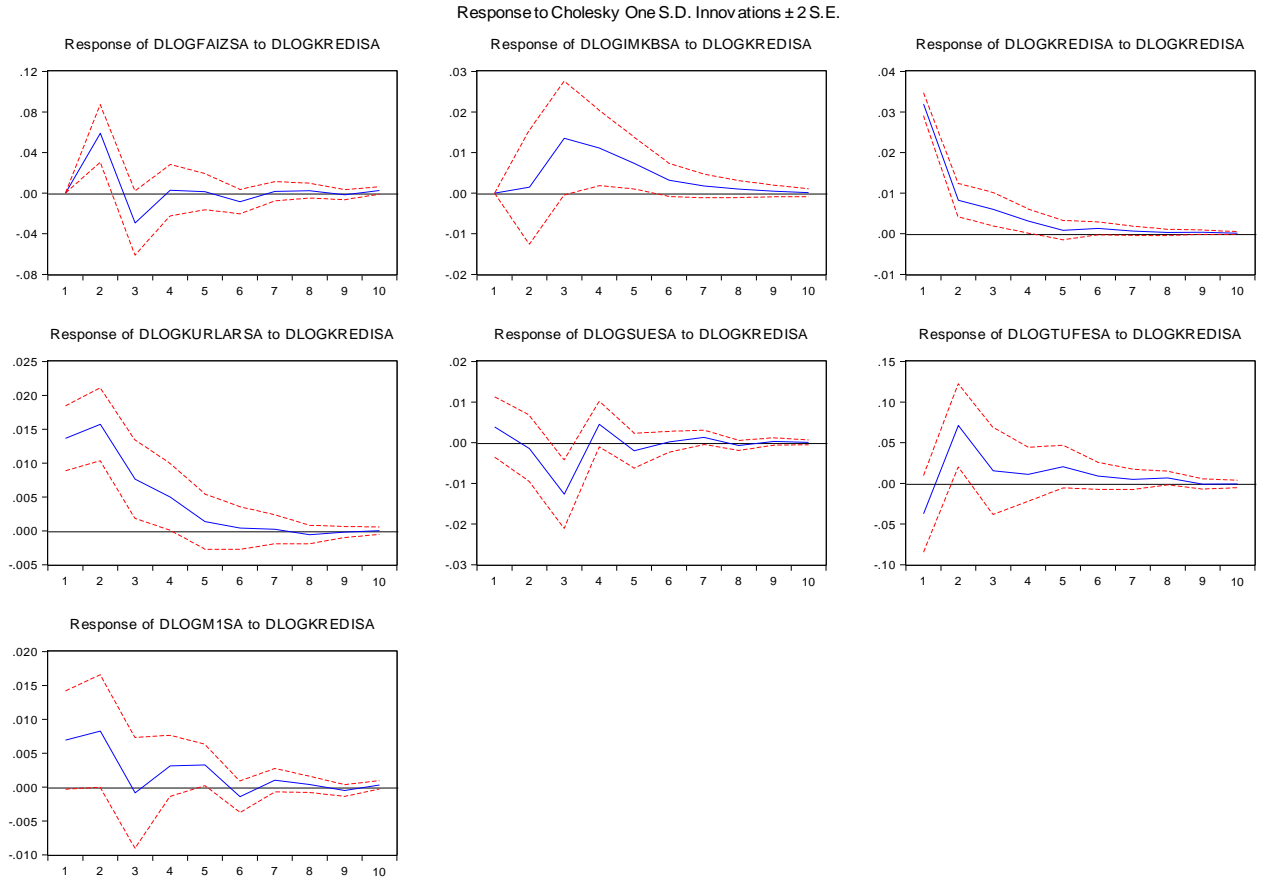 Response to Cholesky One S.D. Innovations ± 2 S.E.
Response of DLOGFAIZSA to DLOGKREDISA
.12
.08
.04
.00
-.04
-.08
1 2 3 4 5 6 7 8 9 10
Response of DLOGIMKBSA to DLOGKREDISA
.03
.02
.01
.00
-.01
-.02
1 2 3 4 5 6 7 8 9 10
Response of DLOGKREDISA to DLOGKREDISA
.04
.03
.02
.01
.00
-.01
1 2 3 4 5 6 7 8 9 10
Response of DLOGKURLARSA to DLOGKREDISA
.025
.020
.015
.010
.005
.000
-.005
1 2 3 4 5 6 7 8 9 10
Response of DLOGSUESA to DLOGKREDISA
.02
.01
.00
-.01
-.02
-.03
1 2 3 4 5 6 7 8 9 10
Response of DLOGTUFESA to DLOGKREDISA
.15
.10
.05
.00
-.05
-.10
1 2 3 4 5 6 7 8 9 10
Response of DLOGM1SA to DLOGKREDISA
.020
.015
.010
.005
.000
-.005
-.010
1 2 3 4 5 6 7 8 9 10